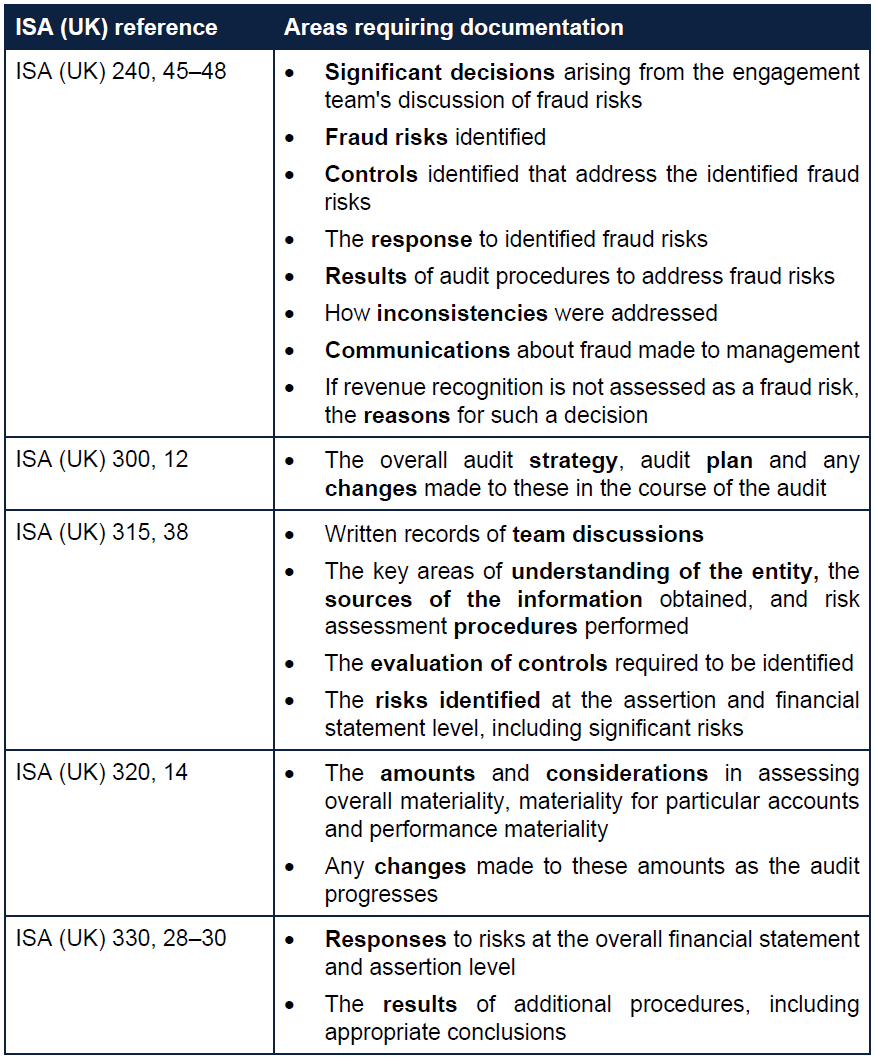 ISA (UK) reference Areas requiring documentation
ISA (UK) 240, 45–48
• Significant decisions arising from the engagement
team's discussion of fraud risks
• Fraud risks identified
• Controls identified that address the identified fraud
risks
• The response to identified fraud risks
• Results of audit procedures to address fraud risks
• How inconsistencies were addressed
• Communications about fraud made to management
• If revenue recognition is not assessed as a fraud risk,
the reasons for such a decision
ISA (UK) 300, 12
• The overall audit strategy, audit plan and any
changes made to these in the course of the audit
ISA (UK) 315, 38
• Written records of team discussions
• The key areas of understanding of the entity, the
sources of the information obtained, and risk
assessment procedures performed
• The evaluation of controls required to be identified
• The risks identified at the assertion and financial
statement level, including significant risks
ISA (UK) 320, 14
• The amounts and considerations in assessing
overall materiality, materiality for particular accounts
and performance materiality
• Any changes made to these amounts as the audit
progresses
ISA (UK) 330, 28–30
• Responses to risks at the overall financial statement
and assertion level
• The results of additional procedures, including
appropriate conclusions